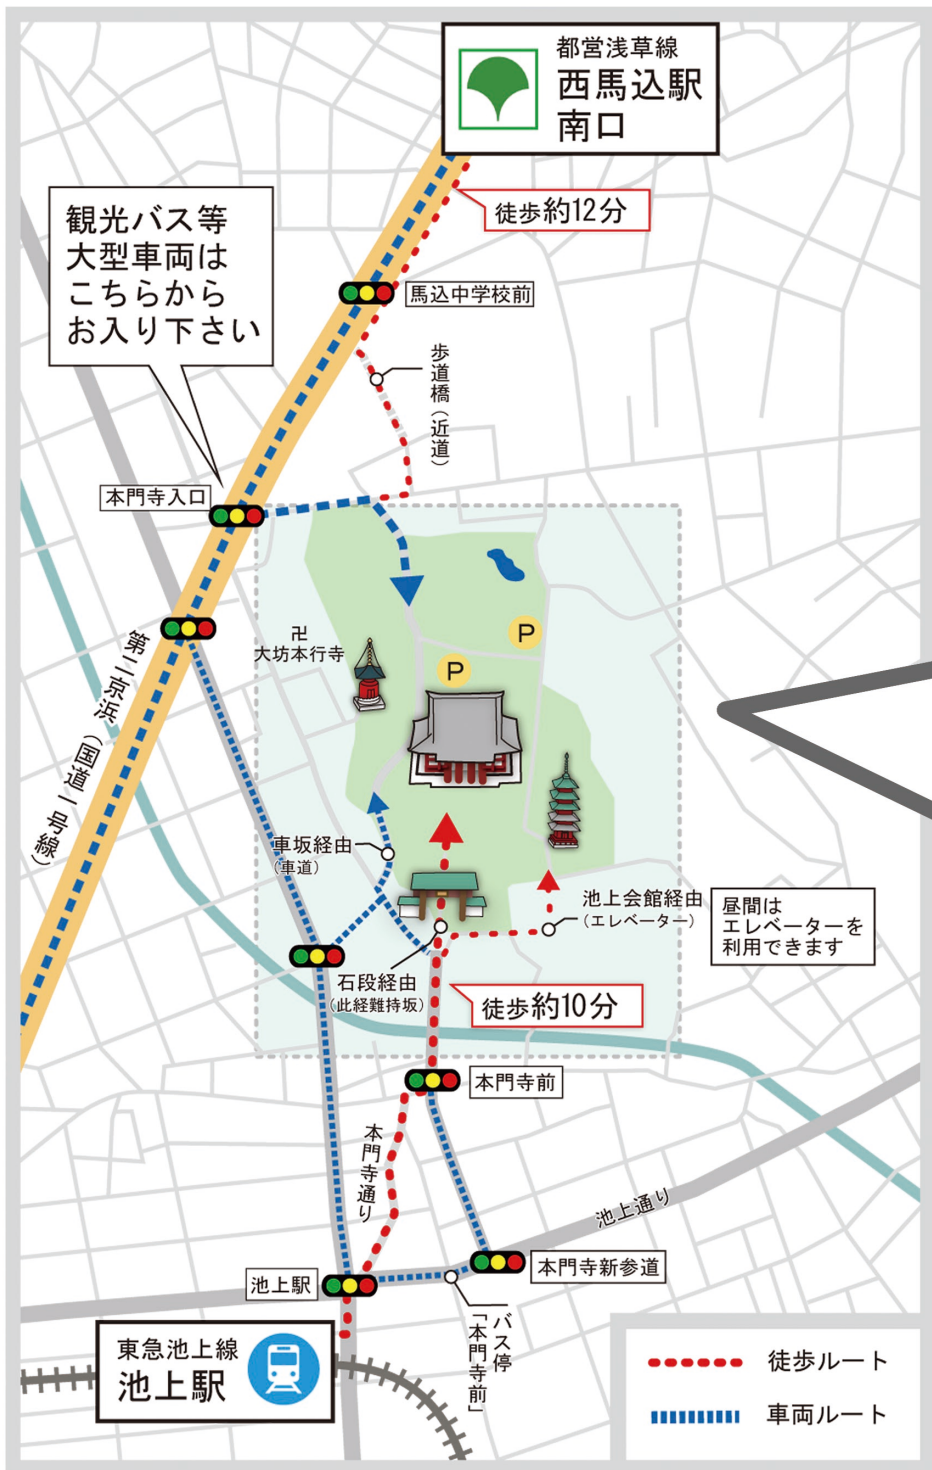 都営浅草線
西馬込駅
南口
徒歩約12分
観光バス等
大型車両は
こちらから
お入り下さい
馬込中学校前
歩道橋（近道）
本門寺入口
卍
大坊本行寺
P
P
第二京浜（国道一号線）
車坂経由
（車道）
池上会館経由
（エレベーター）
昼間は
エレベーターを
利用できます
石段経由
（此経難持坂）
徒歩約10分
本門寺前
本門寺通り
池上通り
本門寺新参道
池上駅
バス停
「本門寺前」
東急池上線
池上駅
徒歩ルート
車両ルート